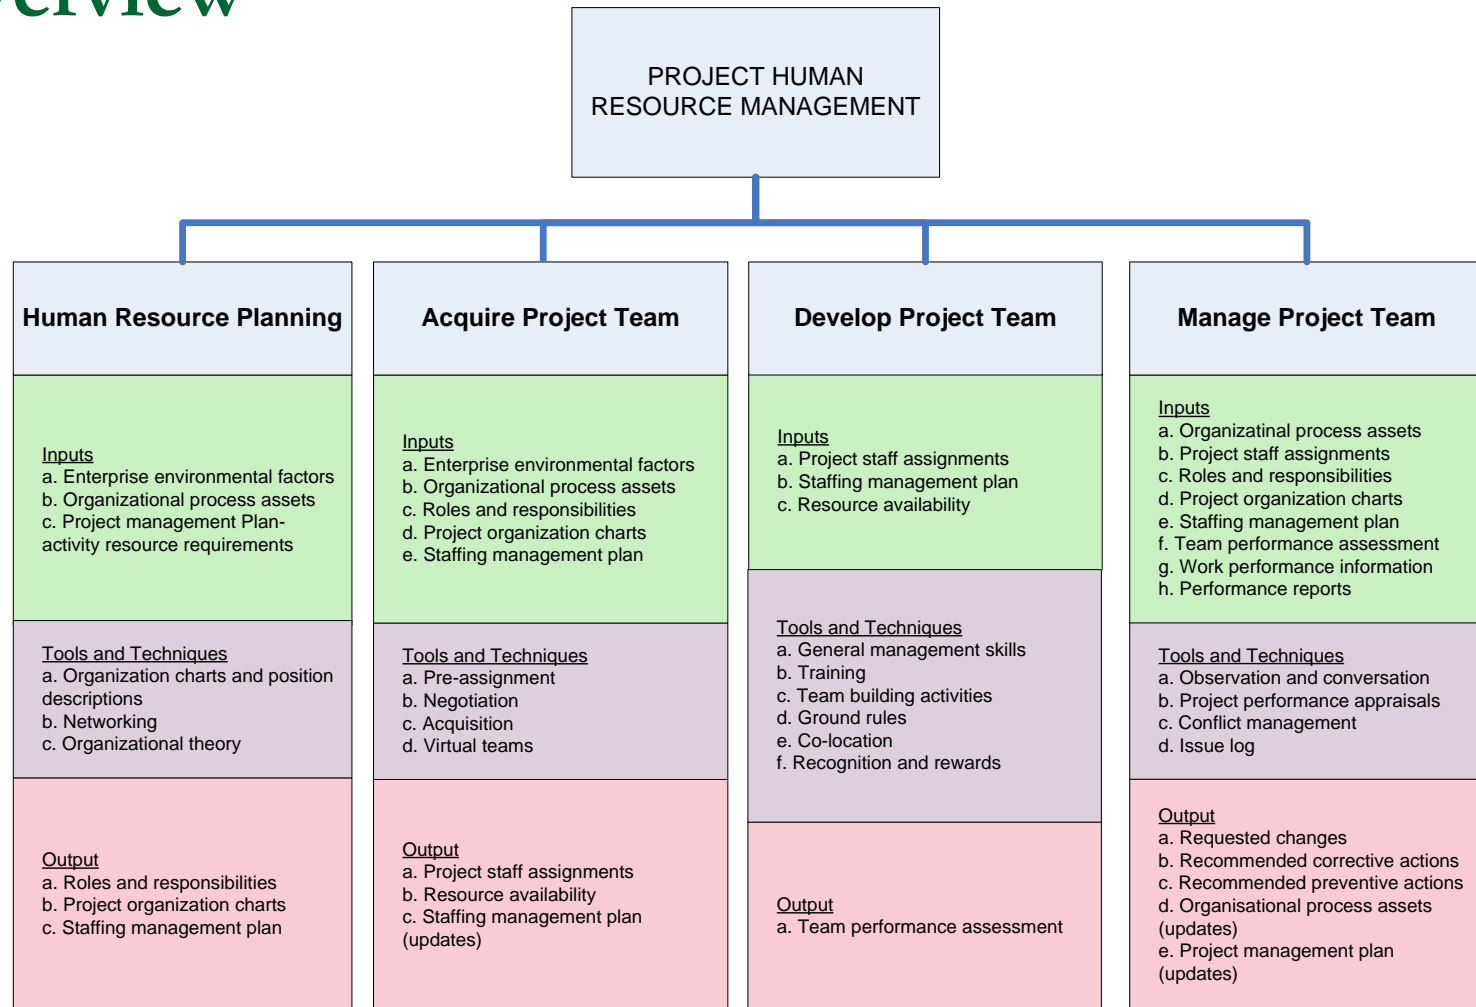 PROJECT HUMAN
RESOURCE MANAGEMENT
Human Resource Planning
Inputs
a. Enterprise environmental factors
b. Organizational process assets
c. Project management Plan-
activity resource requirements
Tools and Techniques
a. Organization charts and position
descriptions
b. Networking
c. Organizational theory
Output
a. Roles and responsibilities
b. Project organization charts
c. Staffing management plan
Acquire Project Team
Inputs
a. Enterprise environmental factors
b. Organizational process assets
c. Roles and responsibilities
d. Project organization charts
e. Staffing management plan
Tools and Techniques
a. Pre-assignment
b. Negotiation
c. Acquisition
d. Virtual teams
Output
a. Project staff assignments
b. Resource availability
c. Staffing management plan
(updates)
Develop Project Team
Inputs
a. Project staff assignments
b. Staffing management plan
c. Resource availability
Tools and Techniques
a. General management skills
b. Training
c. Team building activities
d. Ground rules
e. Co-location
f. Recognition and rewards
Output
a. Team performance assessment
Manage Project Team
Inputs
a. Organizatinal process assets
b. Project staff assignments
c. Roles and responsibilities
d. Project organization charts
e. Staffing management plan
f. Team performance assessment
g. Work performance information
h. Performance reports
Tools and Techniques
a. Observation and conversation
b. Project performance appraisals
c. Conflict management
d. Issue log
Output
a. Requested changes
b. Recommended corrective actions
c. Recommended preventive actions
d. Organisational process assets
(updates)
e. Project management plan
(updates)